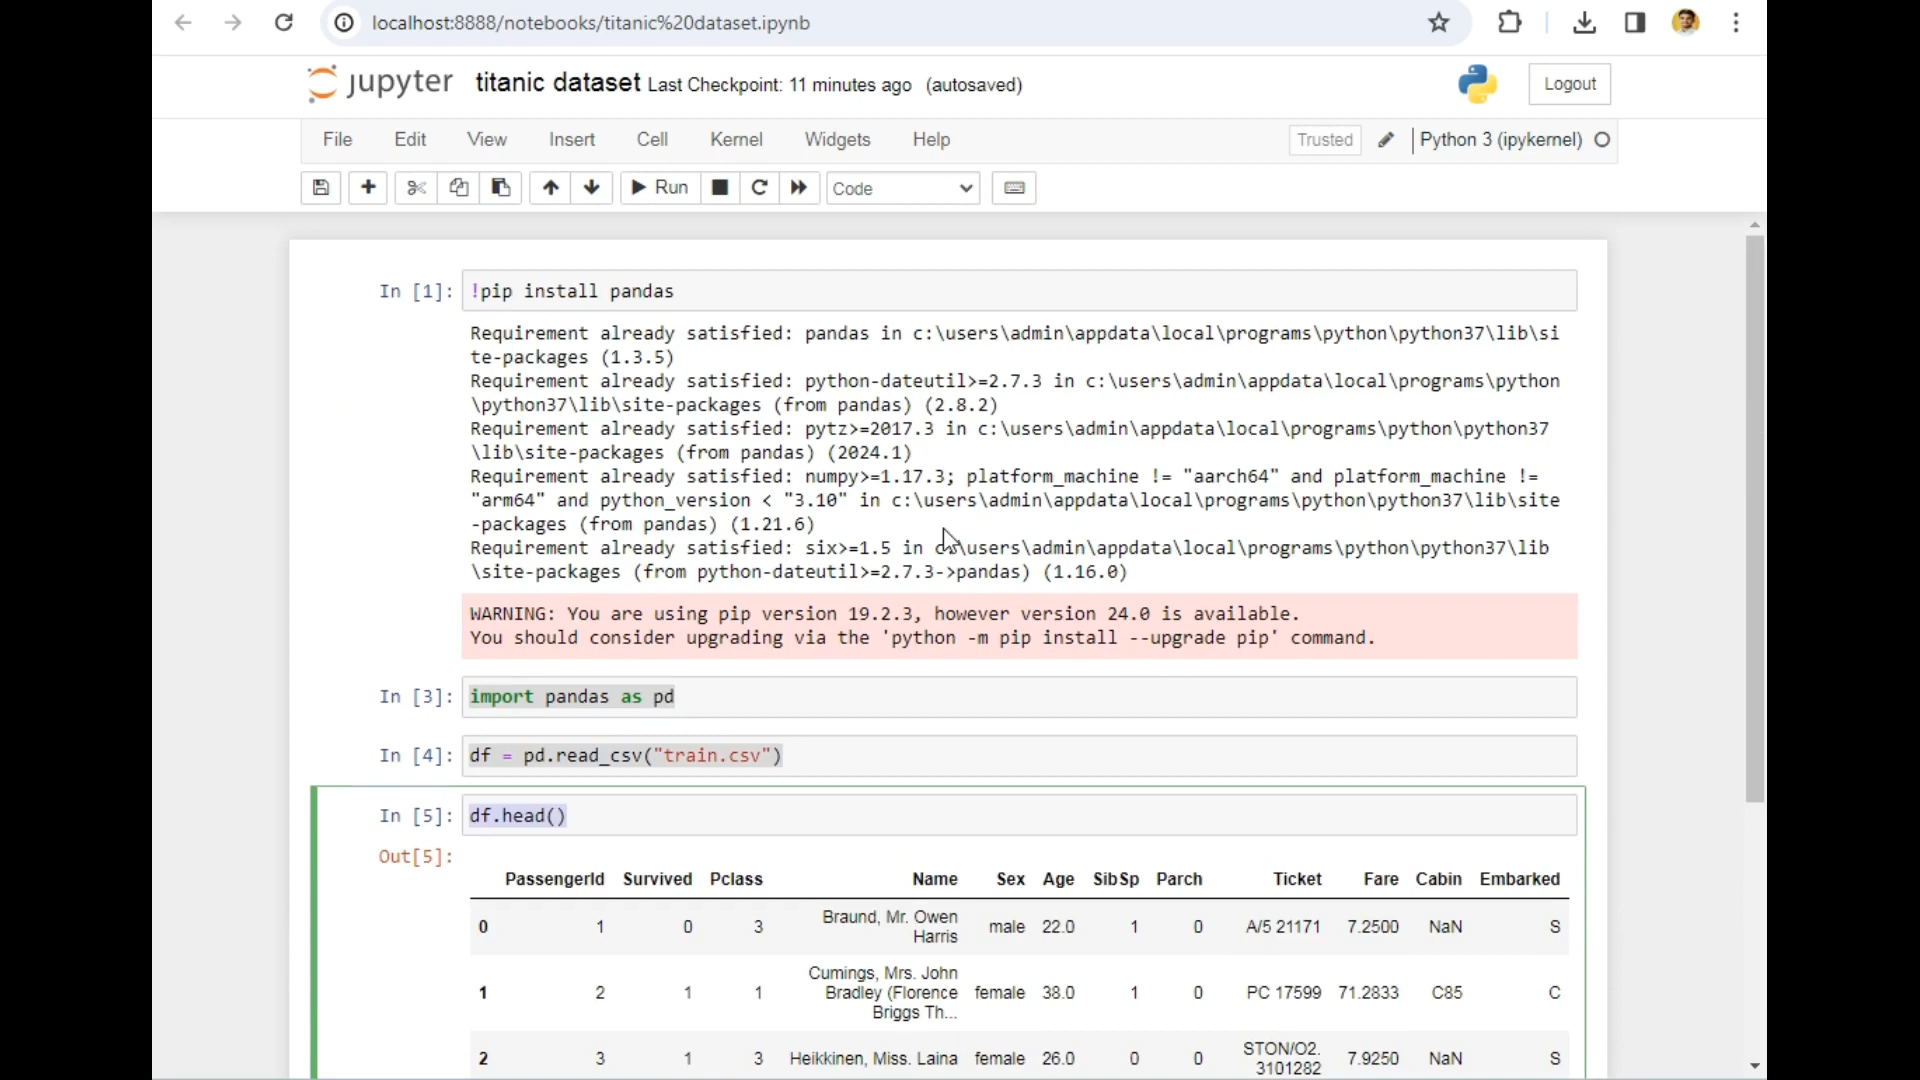 localhost:8888/notebooks/titanic%20dataset.ipynb
jupyter titanic dataset Last Checkpoint: 11 minutes ago (autosaved) Logout
File Edit View Insert Cell Kernel Widgets Help Trusted Python 3 (ipykernel)
Run Code
In [1]: !pip install pandas
Requirement already satisfied: pandas in c:\users\admin\appdata\local\programs\python\python37\lib\si
te-packages (1.3.5)
Requirement already satisfied: python-dateutil>=2.7.3 in c:\users\admin\appdata\local\programs\python
\python37\lib\site-packages (from pandas) (2.8.2)
Requirement already satisfied: pytz>=2017.3 in c:\users\admin\appdata\local\programs\python\python37
\lib\site-packages (from pandas) (2024.1)
Requirement already satisfied: numpy>=1.17.3; platform_machine != "aarch64" and platform_machine !=
"arm64" and python_version < "3.10" in c:\users\admin\appdata\local\programs\python\python37\lib\site
-packages (from pandas) (1.21.6)
Requirement already satisfied: six>=1.5 in c:\users\admin\appdata\local\programs\python\python37\lib
\site-packages (from python-dateutil>=2.7.3->pandas) (1.16.0)
WARNING: You are using pip version 19.2.3, however version 24.0 is available.
You should consider upgrading via the 'python -m pip install --upgrade pip' command.
In [3]: import pandas as pd
In [4]: df = pd.read_csv("train.csv")
In [5]: df.head()
Out[5]:
PassengerId Survived Pclass Name Sex Age SibSp Parch Ticket Fare Cabin Embarked
0 1 0 3 Braund, Mr. Owen
Harris male 22.0 1 0 A/5 21171 7.2500 NaN S
1 2 1 1 Cumings, Mrs. John
Bradley (Florence
Briggs Th... female 38.0 1 0 PC 17599 71.2833 C85 C
2 3 1 3 Heikkinen, Miss. Laina female 26.0 0 0 STON/O2.
3101282 7.9250 NaN S